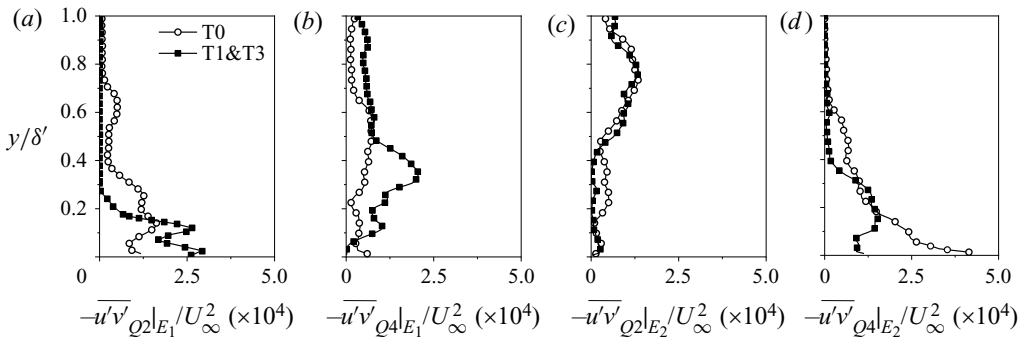 (a) (b) (c) (d)
T0
T1&T3
1.0
0.8
0.6
0.4
0.2
y/δ′
0 2.5 5.0 0 2.5 5.0 0 2.5 5.0 0 2.5 5.0
−u′v′Q2|E1/U∞² (×10⁴) −u′v′Q4|E1/U∞² (×10⁴) −u′v′Q2|E2/U∞² (×10⁴) −u′v′Q4|E2/U∞² (×10⁴)